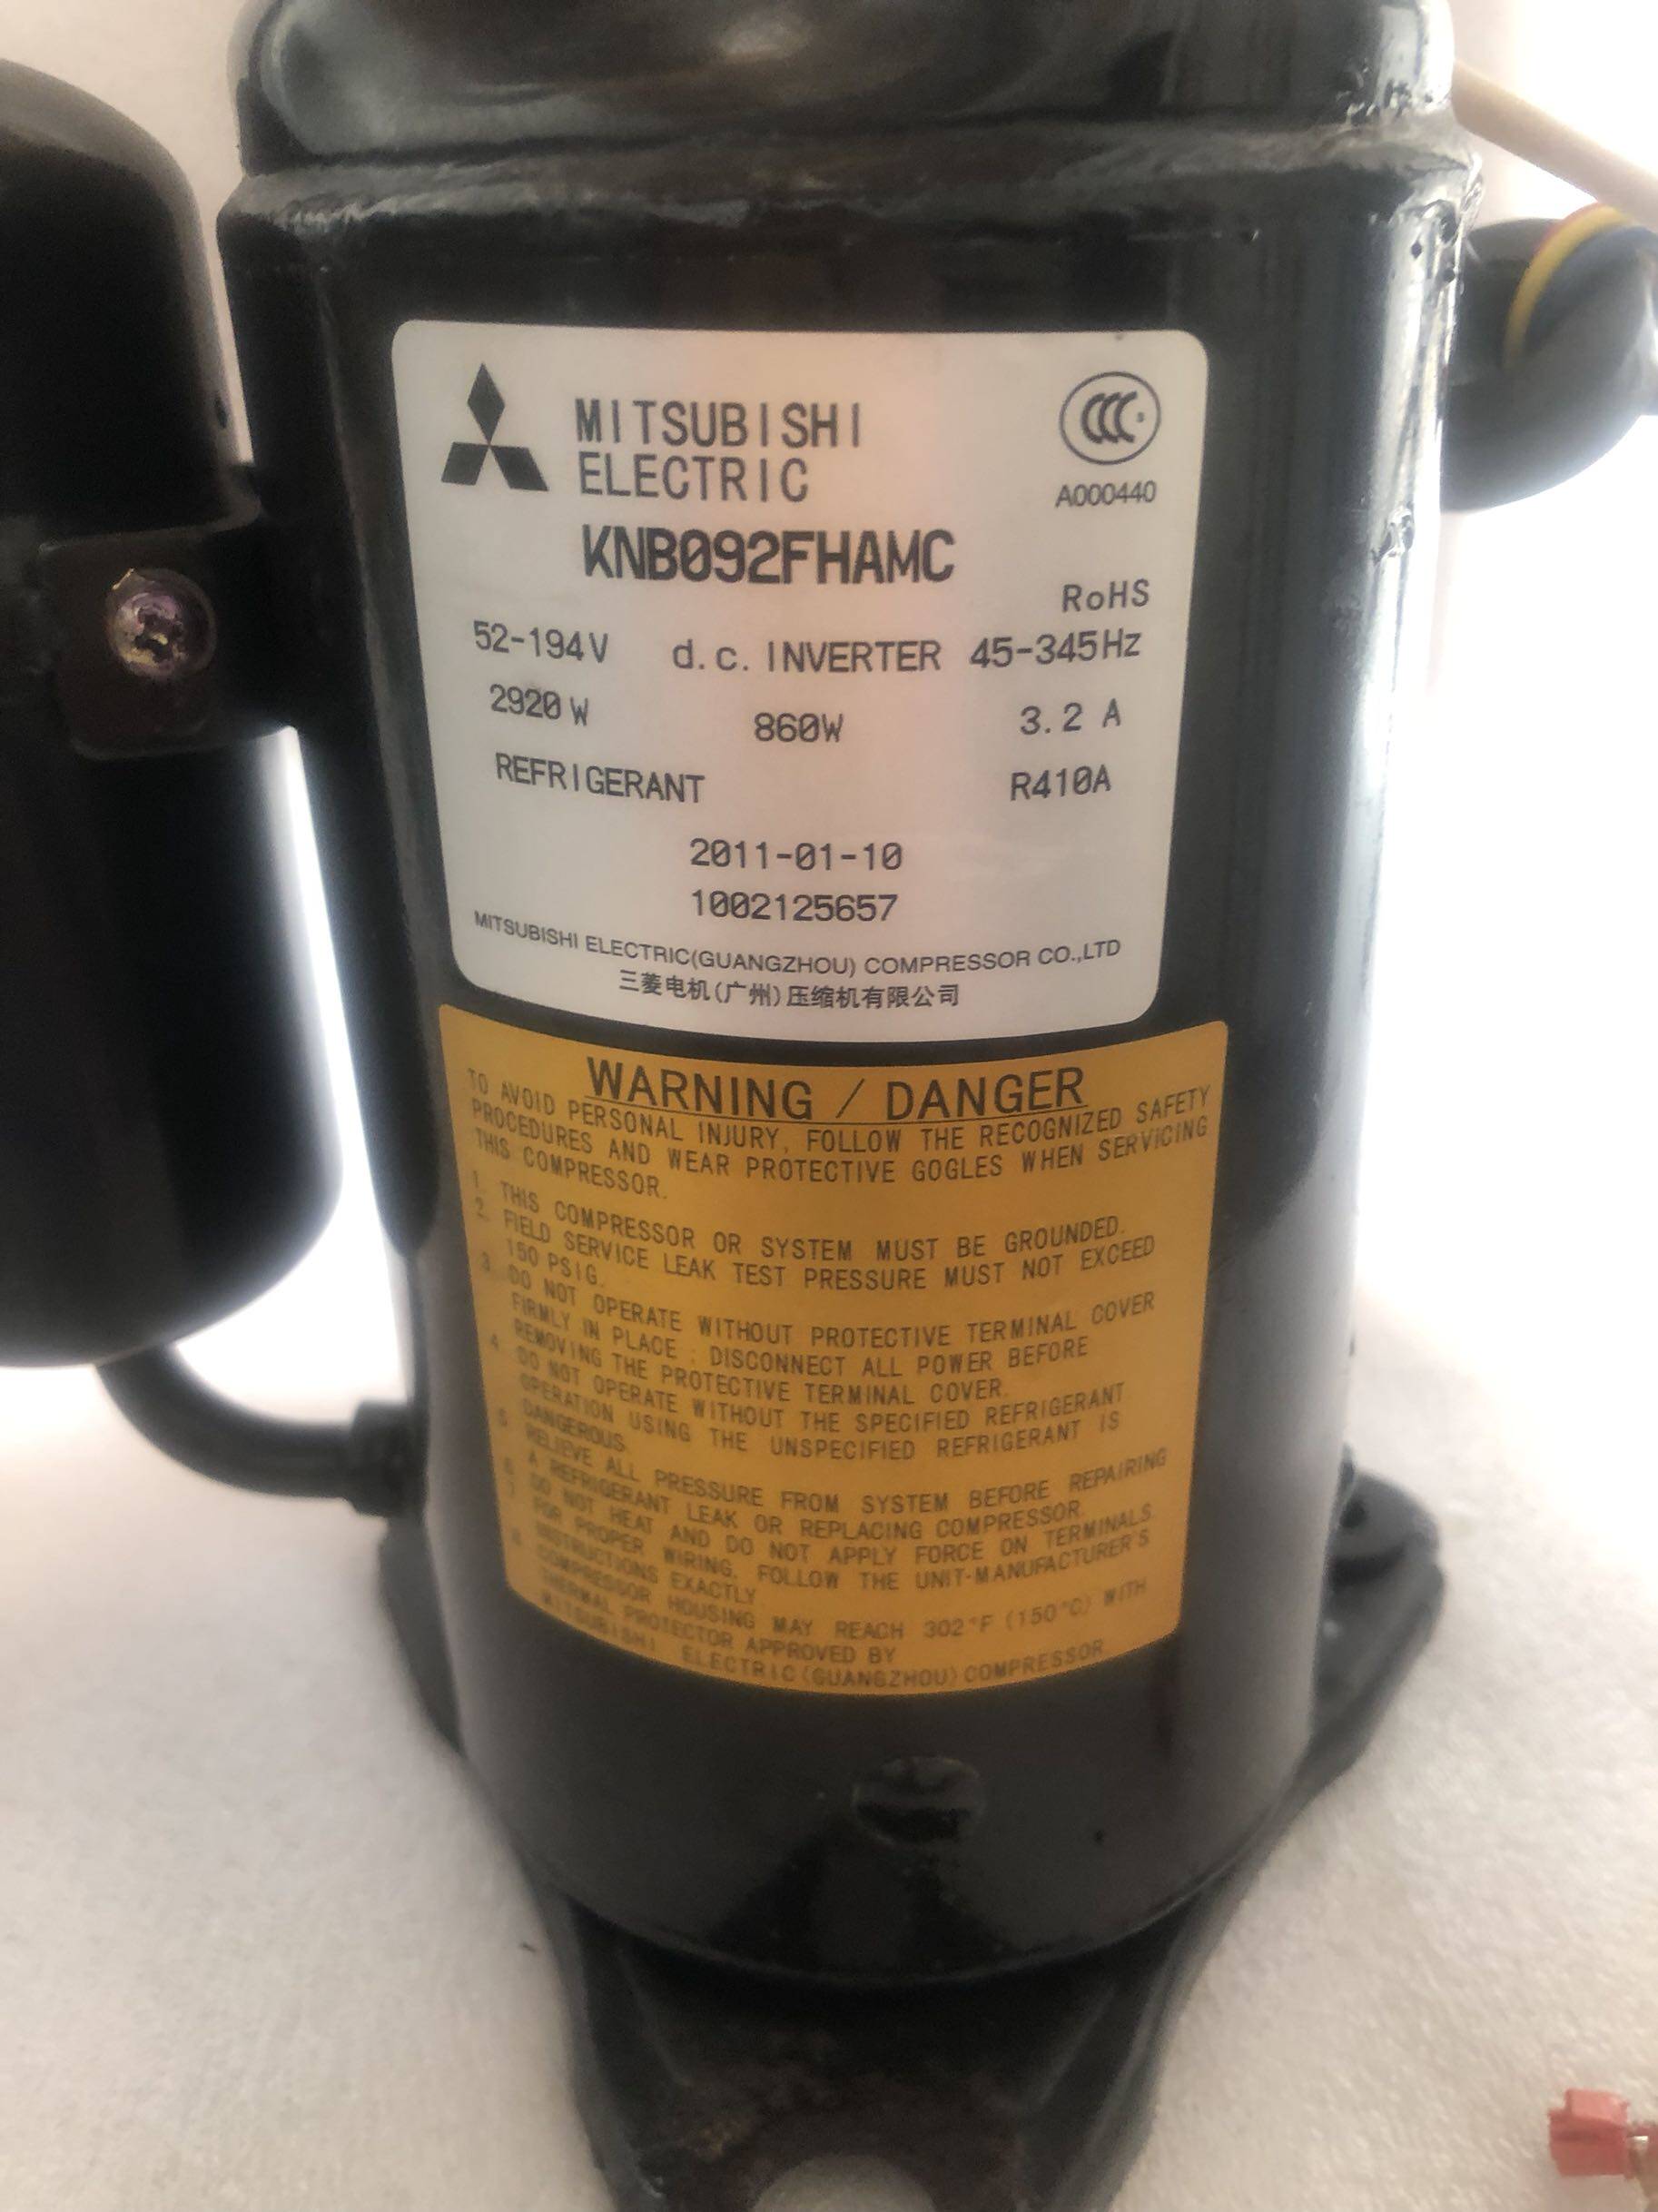 MITSUBISHI
ELECTRIC
CCC S
A000440
KNB092FHAMC
RoHS
52-194V d.c. INVERTER 45-345Hz
2920W 860W 3.2 A
REFRIGERANT R410A
2011-01-10
1002125657
MITSUBISHI ELECTRIC(GUANGZHOU) COMPRESSOR CO.,LTD
三菱电机(广州)压缩机有限公司
WARNING / DANGER
TO AVOID PERSONAL INJURY, FOLLOW THE RECOGNIZED SAFETY
PROCEDURES AND WEAR PROTECTIVE GOGLES WHEN SERVICING
THIS COMPRESSOR.
1. THIS COMPRESSOR OR SYSTEM MUST BE GROUNDED.
2. FIELD SERVICE LEAK TEST PRESSURE MUST NOT EXCEED
150 PSIG.
3. DO NOT OPERATE WITHOUT PROTECTIVE TERMINAL COVER
FIRMLY IN PLACE ; DISCONNECT ALL POWER BEFORE
REMOVING THE PROTECTIVE TERMINAL COVER.
4. DO NOT OPERATE WITHOUT THE SPECIFIED REFRIGERANT
OPERATION USING THE UNSPECIFIED REFRIGERANT IS
DANGEROUS.
5. RELIEVE ALL PRESSURE FROM SYSTEM BEFORE REPAIRING
A REFRIGERANT LEAK OR REPLACING COMPRESSOR.
6. DO NOT HEAT AND DO NOT APPLY FORCE ON TERMINALS
7. FOR PROPER WIRING, FOLLOW THE UNIT-MANUFACTURER'S
INSTRUCTIONS EXACTLY
8. COMPRESSOR HOUSING MAY REACH 302°F (150°C) WITH
THERMAL PROTECTOR APPROVED BY
MITSUBISHI ELECTRIC(GUANGZHOU) COMPRESSOR